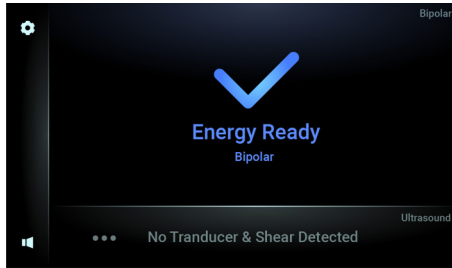 Bipolar
Energy Ready
Bipolar
Ultrasound
No Tranducer & Shear Detected